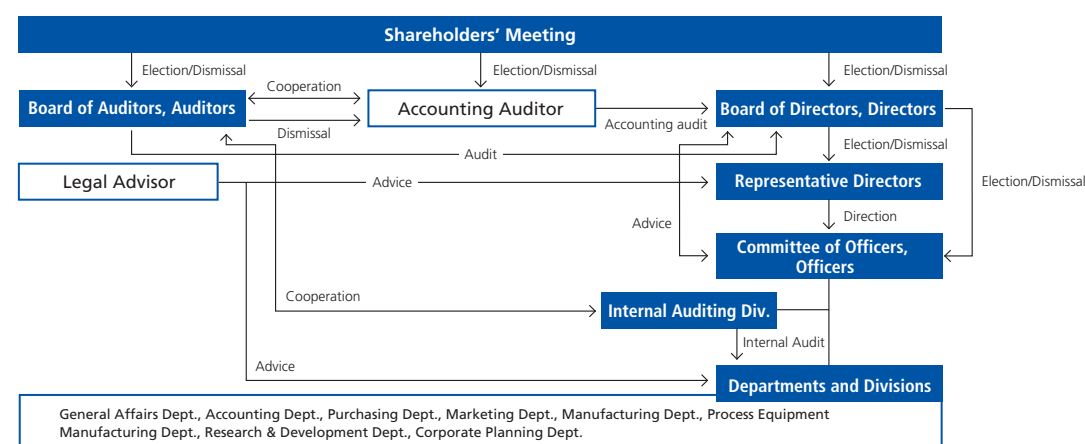 Shareholders' Meeting
Election/Dismissal
Election/Dismissal
Election/Dismissal
Cooperation
Board of Auditors, Auditors
Accounting Auditor
Board of Directors, Directors
Accounting audit
Dismissal
Election/Dismissal
Audit
Legal Advisor
Advice
Representative Directors
Election/Dismissal
Direction
Advice
Committee of Officers,
Officers
Cooperation
Internal Auditing Div.
Internal Audit
Advice
Departments and Divisions
General Affairs Dept., Accounting Dept., Purchasing Dept., Marketing Dept., Manufacturing Dept., Process Equipment
Manufacturing Dept., Research & Development Dept., Corporate Planning Dept.